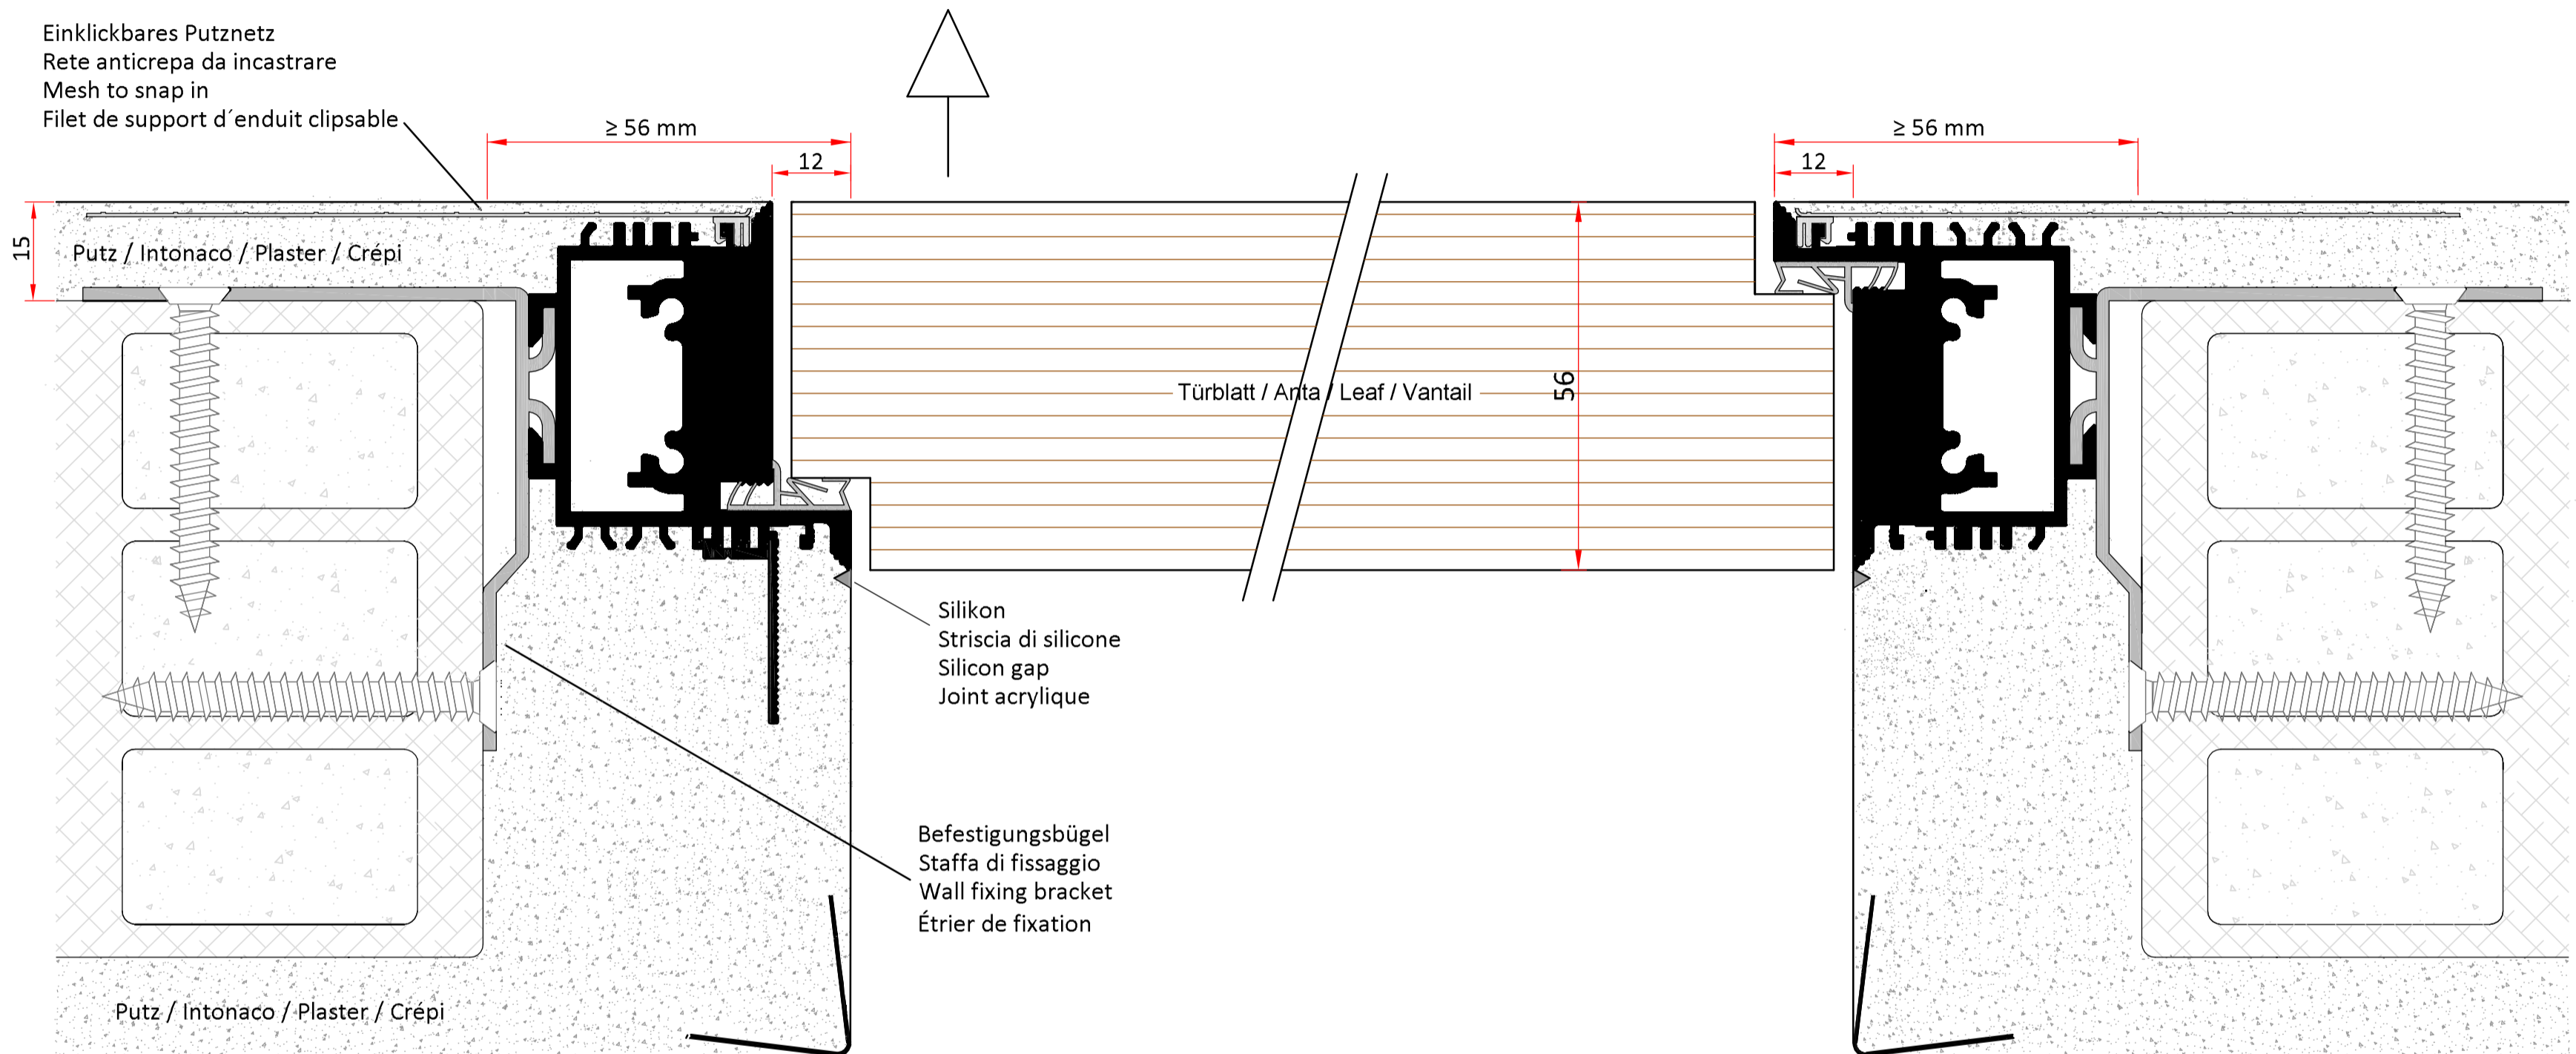 Einklickbares Putznetz
Rete anticrepa da incastrare
Mesh to snap in
Filet de support d´enduit clipsable
≥ 56 mm
12
≥ 56 mm
12
15
Putz / Intonaco / Plaster / Crépi
Türblatt / Anta / Leaf / Vantail
56
Silikon
Striscia di silicone
Silicon gap
Joint acrylique
Befestigungsbügel
Staffa di fissaggio
Wall fixing bracket
Étrier de fixation
Putz / Intonaco / Plaster / Crépi